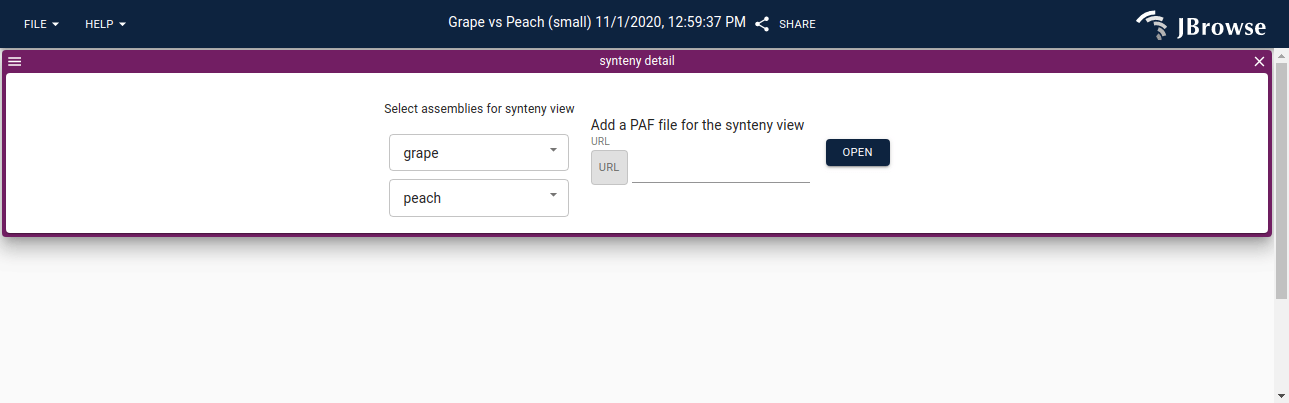 FILE HELP Grape vs Peach (small) 11/1/2020, 12:59:37 PM SHARE JBrowse
synteny detail
Select assemblies for synteny view
grape
peach
Add a PAF file for the synteny view
URL
URL
OPEN